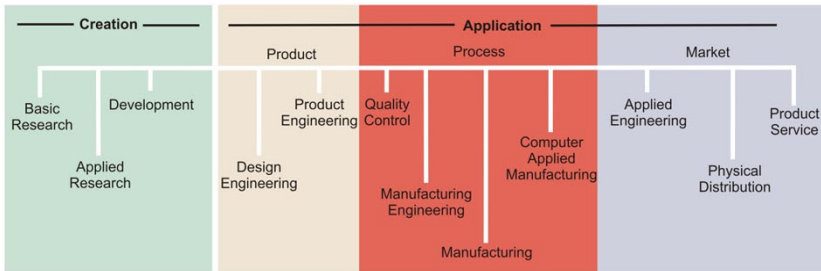 Creation
Application
Product
Process
Market
Basic
Research
Applied
Research
Development
Design
Engineering
Product
Engineering
Quality
Control
Manufacturing
Engineering
Manufacturing
Computer
Applied
Manufacturing
Applied
Engineering
Physical
Distribution
Product
Service